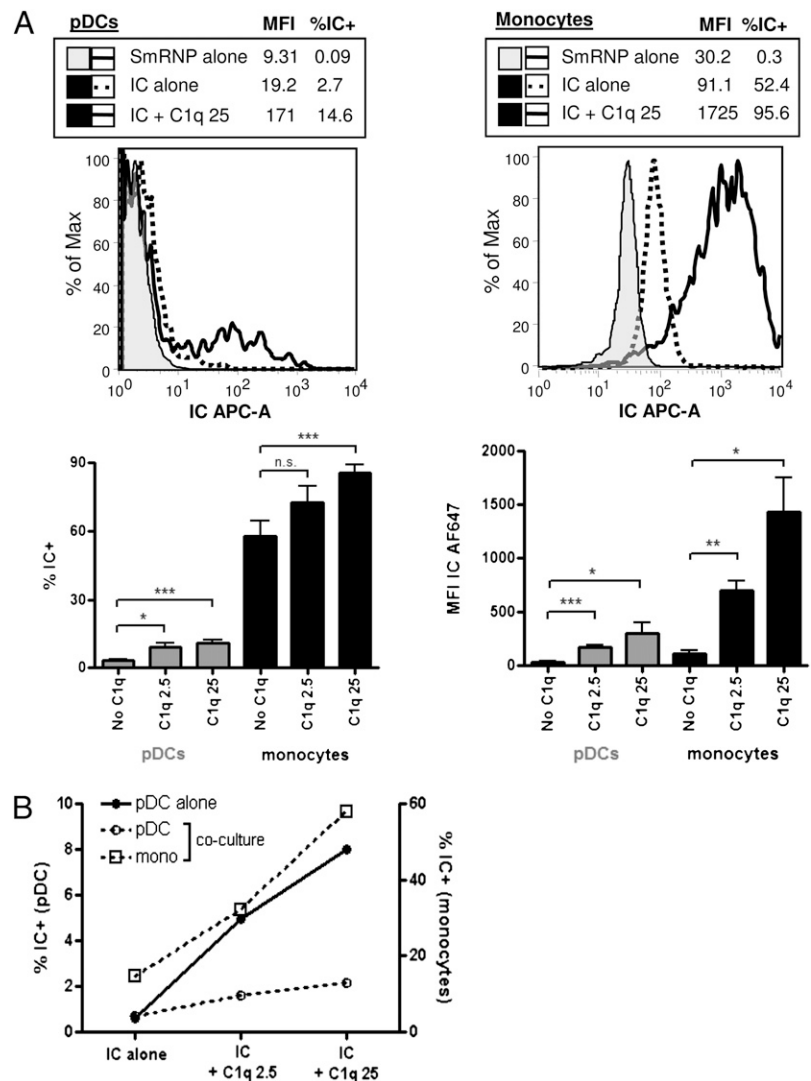 A
pDCs MFI %IC+
SmRNP alone 9.31 0.09
IC alone 19.2 2.7
IC + C1q 25 171 14.6
% of Max
100
80
60
40
20
0
10^0 10^1 10^2 10^3 10^4
IC APC-A
Monocytes MFI %IC+
SmRNP alone 30.2 0.3
IC alone 91.1 52.4
IC + C1q 25 1725 95.6
% of Max
100
80
60
40
20
0
10^0 10^1 10^2 10^3 10^4
IC APC-A
% IC+
90
60
30
0
***
n.s.
***
*
No C1q C1q 2.5 C1q 25 No C1q C1q 2.5 C1q 25
pDCs monocytes
MFI IC AF647
2000
1500
1000
500
0
*
**
*
***
No C1q C1q 2.5 C1q 25 No C1q C1q 2.5 C1q 25
pDCs monocytes
B
pDC alone
pDC
mono
co-culture
% IC+ (pDC)
10
8
6
4
2
0
% IC+ (monocytes)
60
40
20
0
IC alone
IC
+ C1q 2.5
IC
+ C1q 25